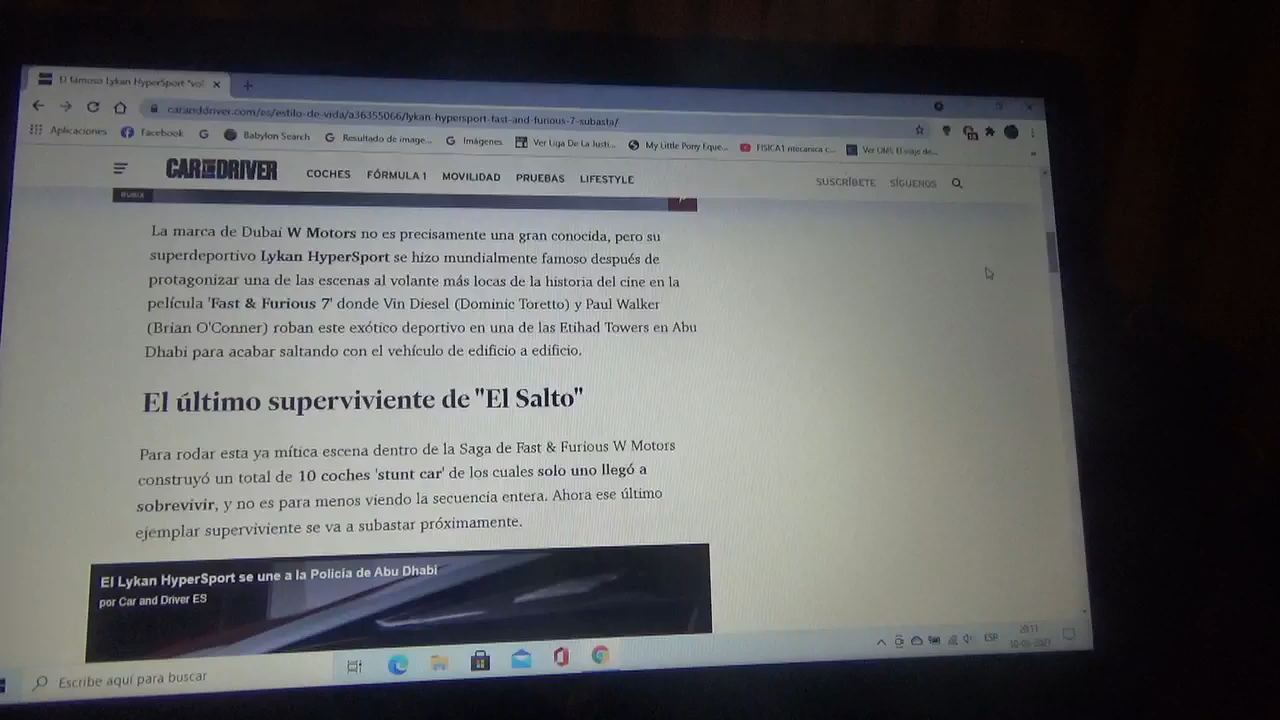 El famoso Lykan HyperSport "vol
caranddriver.com/es/estilo-de-vida/a36355066/lykan-hypersport-fast-and-furious-7-subasta/
Aplicaciones Facebook Babylon Search Resultado de image... Imágenes Ver Liga De La Justi... My Little Pony Eque... FISICA1 mecanica c... Ver
CAR AND DRIVER COCHES FÓRMULA 1 MOVILIDAD PRUEBAS LIFESTYLE SUSCRÍBETE SÍGUENOS
La marca de Dubai W Motors no es precisamente una gran conocida, pero su
superdeportivo Lykan HyperSport se hizo mundialmente famoso después de
protagonizar una de las escenas al volante más locas de la historia del cine en la
película 'Fast & Furious 7' donde Vin Diesel (Dominic Toretto) y Paul Walker
(Brian O'Conner) roban este exótico deportivo en una de las Etihad Towers en Abu
Dhabi para acabar saltando con el vehículo de edificio a edificio.
El último superviviente de "El Salto"
Para rodar esta ya mítica escena dentro de la Saga de Fast & Furious W Motors
construyó un total de 10 coches 'stunt car' de los cuales solo uno llegó a
sobrevivir, y no es para menos viendo la secuencia entera. Ahora ese último
ejemplar superviviente se va a subastar próximamente.
El Lykan HyperSport se une a la Policía de Abu Dhabi
por Car and Driver ES
Escribe aquí para buscar
ESP
20:11